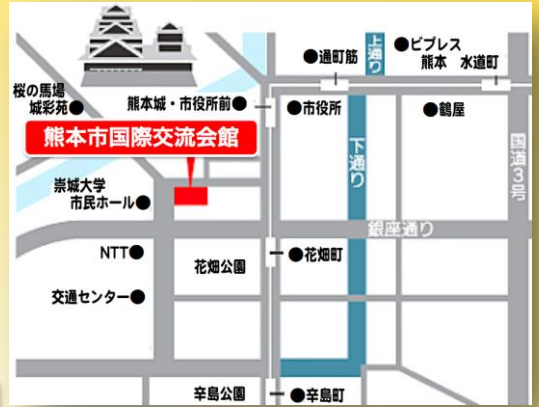 上通り
●ビプレス
熊本 水道町
●通町筋
桜の馬場
城彩苑●
熊本城・市役所前●
●市役所
●鶴屋
熊本市国際交流会館
下通り
国道3号
崇城大学
市民ホール●
銀座通り
NTT●
花畑公園
●花畑町
交通センター●
辛島公園
●辛島町